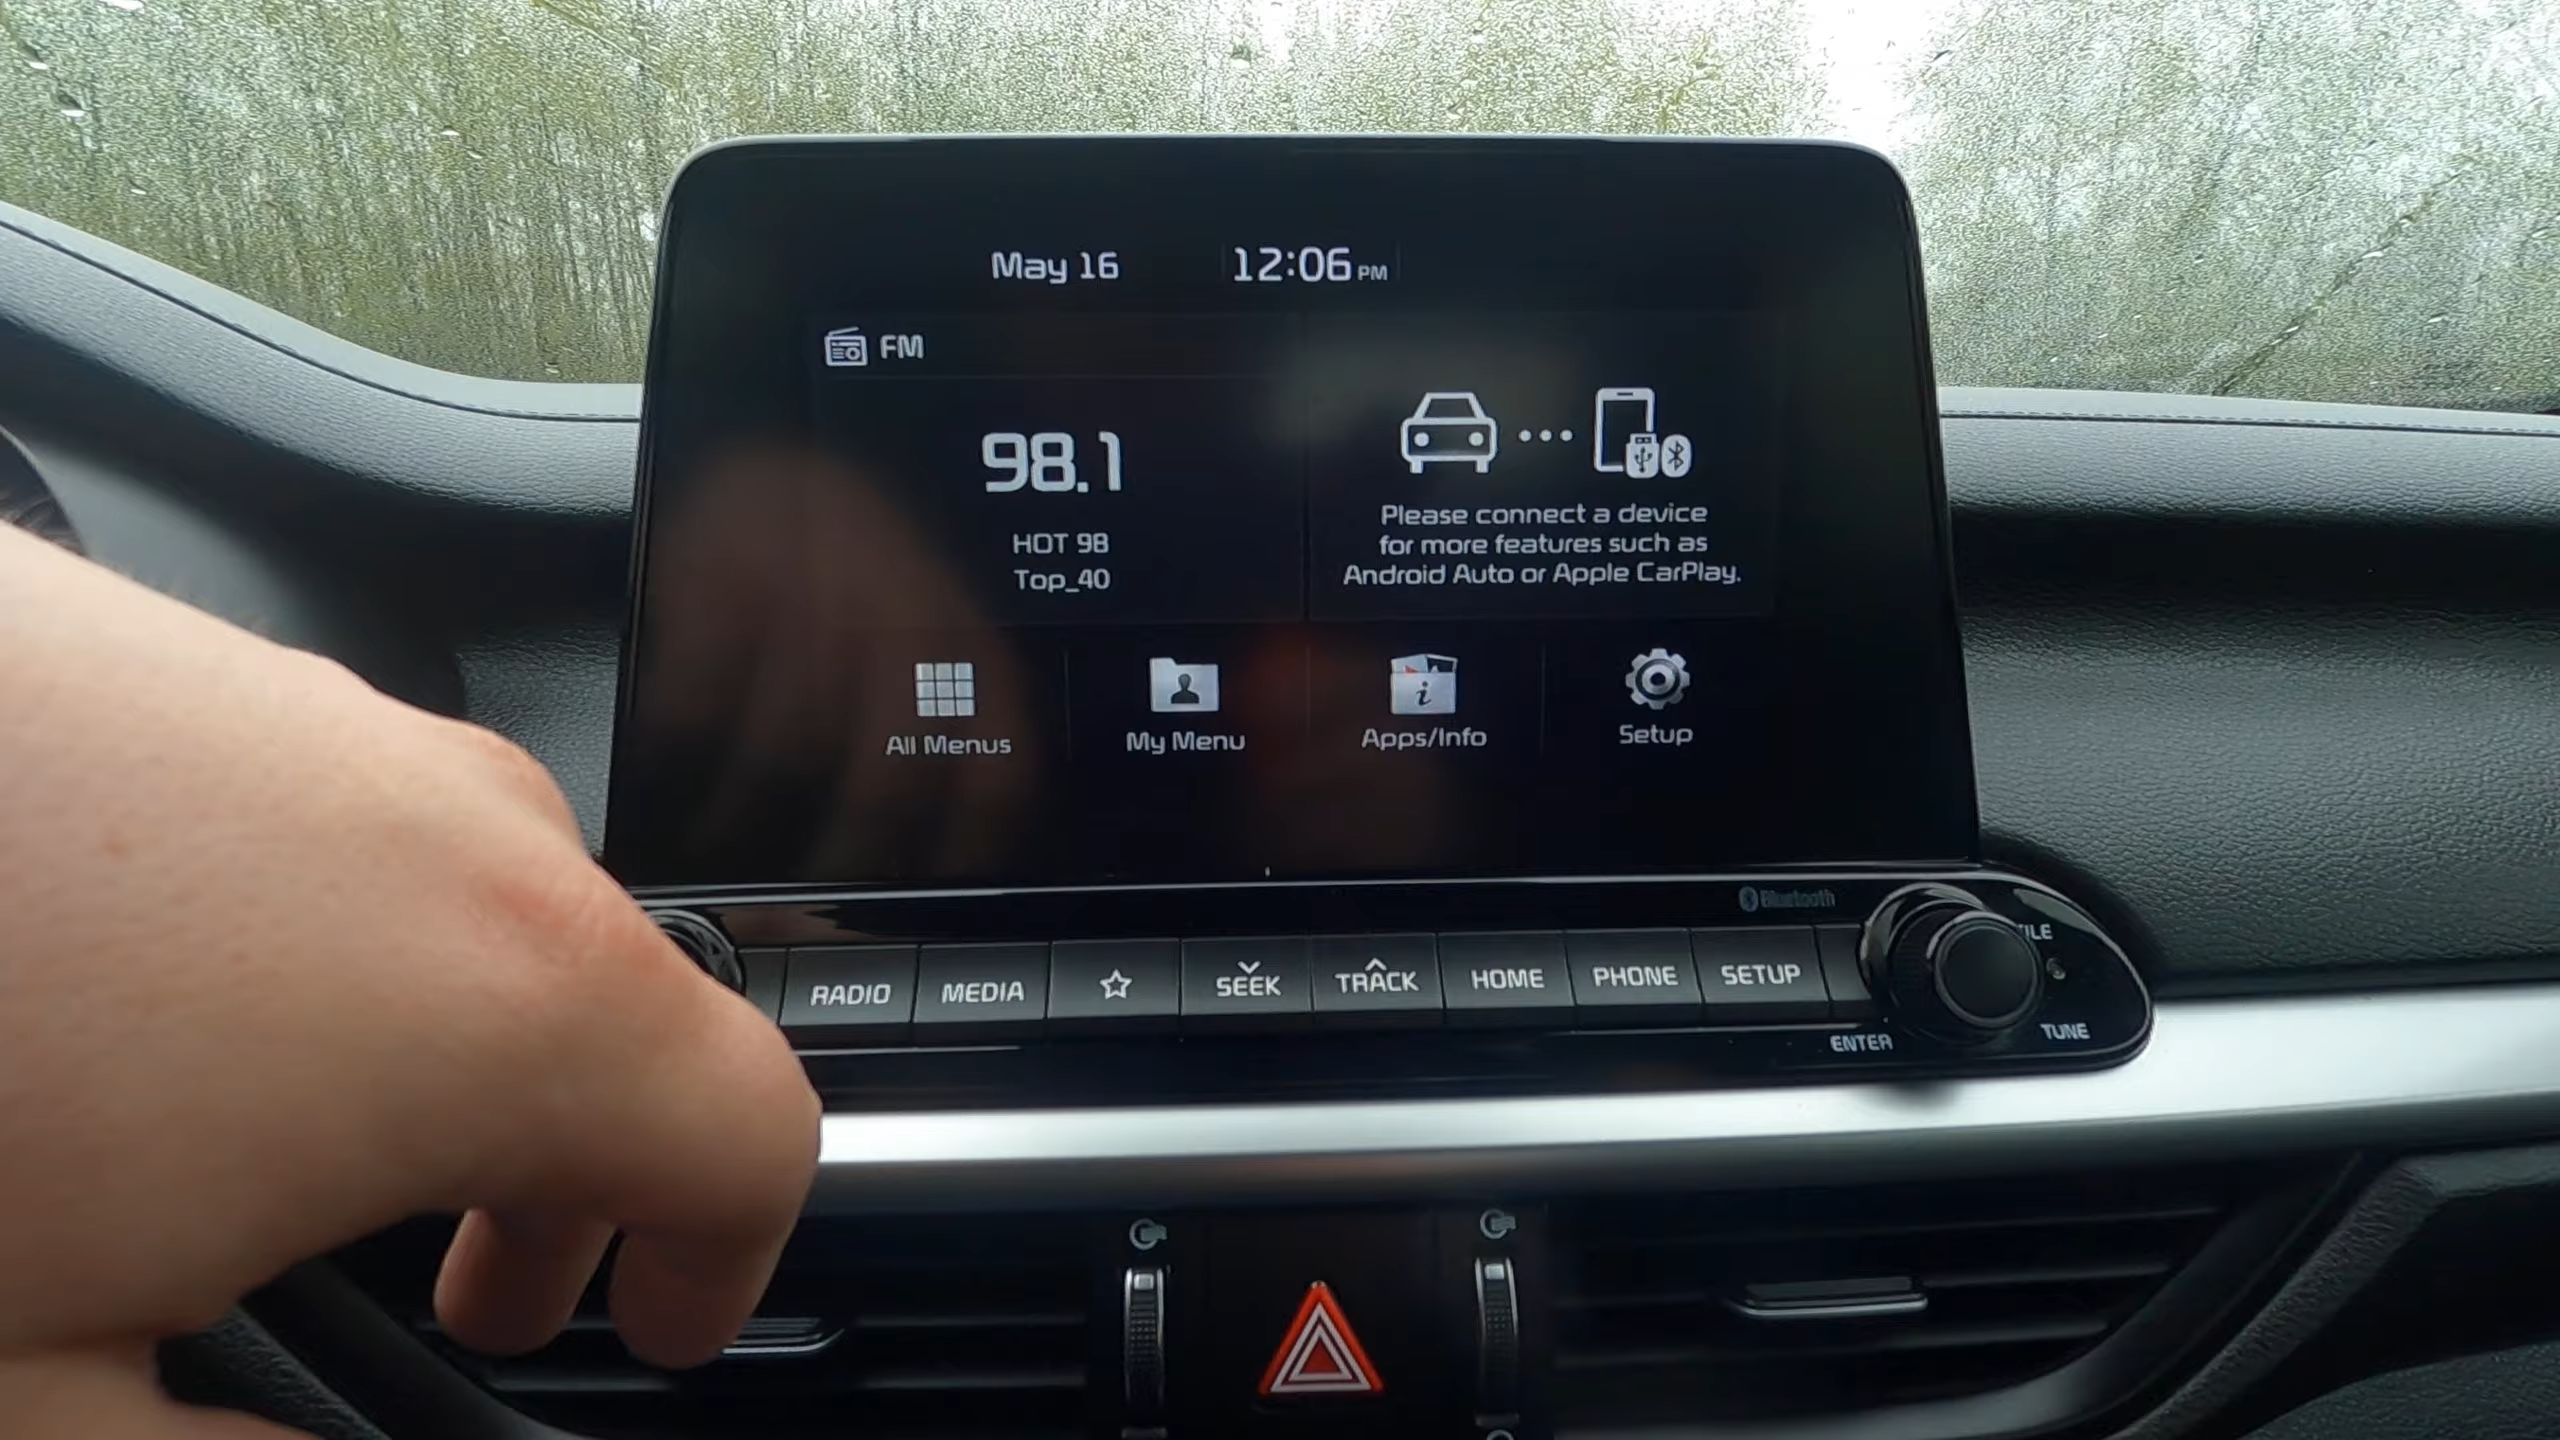 May 16
12:06 PM
FM
98.1
HOT 98
Top_40
Please connect a device
for more features such as
Android Auto or Apple CarPlay.
All Menus
My Menu
Apps/Info
Setup
Bluetooth
RADIO
MEDIA
SEEK
TRACK
HOME
PHONE
SETUP
ENTER
TUNE